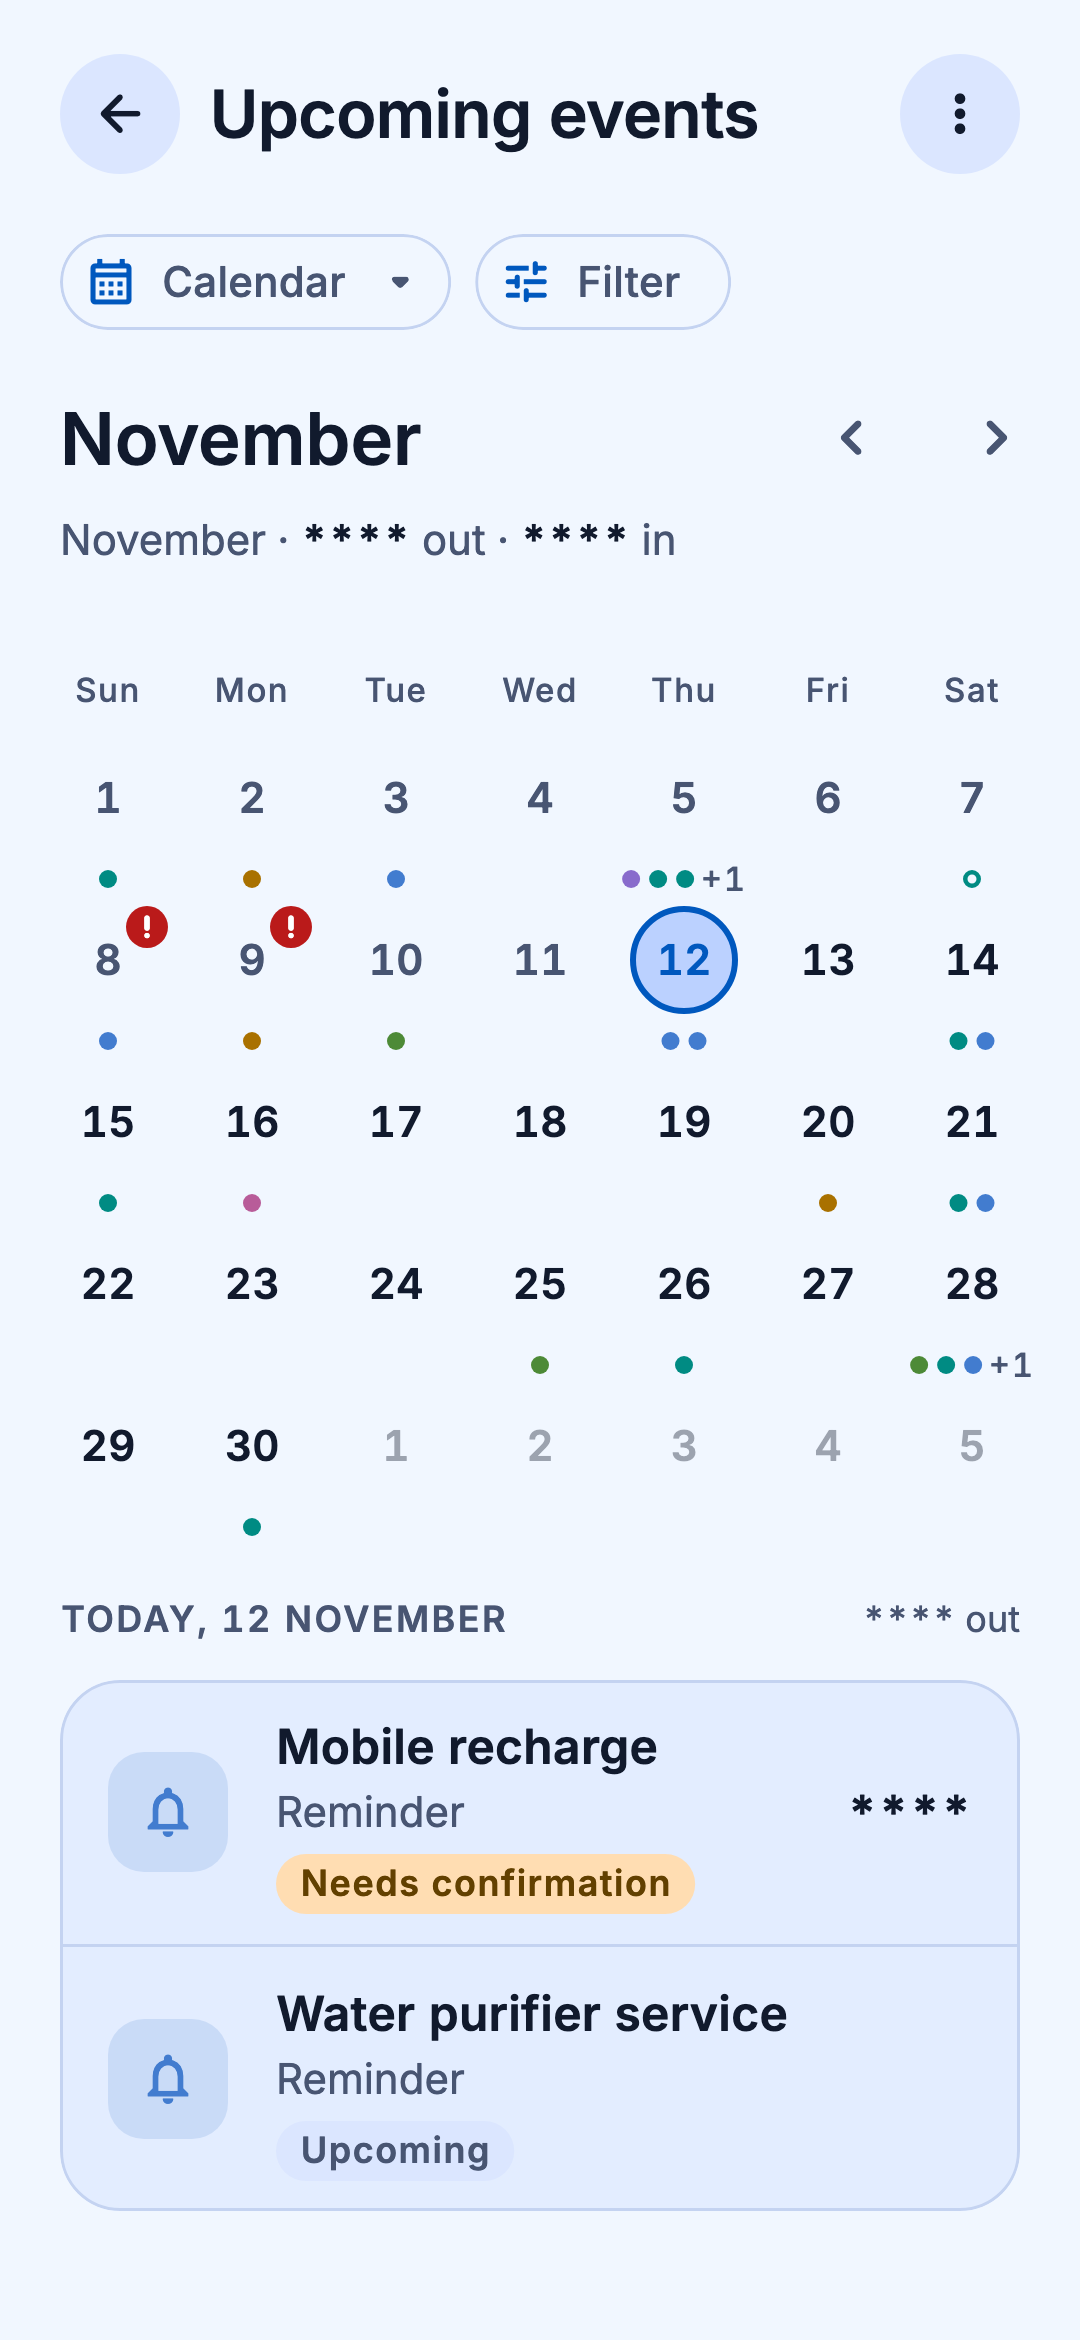 Upcoming events
Calendar
Filter
November
November · **** out · **** in
Sun Mon Tue Wed Thu Fri Sat
1 2 3 4 5 6 7
+1
8 9 10 11 12 13 14
15 16 17 18 19 20 21
22 23 24 25 26 27 28
+1
29 30 1 2 3 4 5
TODAY, 12 NOVEMBER
**** out
Mobile recharge
Reminder
****
Needs confirmation
Water purifier service
Reminder
Upcoming